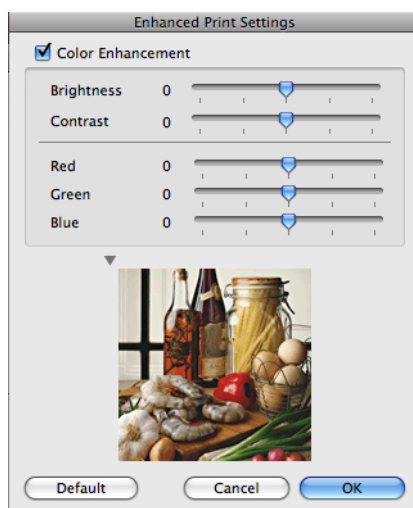 Enhanced Print Settings
Color Enhancement
Brightness 0
Contrast 0
Red 0
Green 0
Blue 0
Default Cancel OK